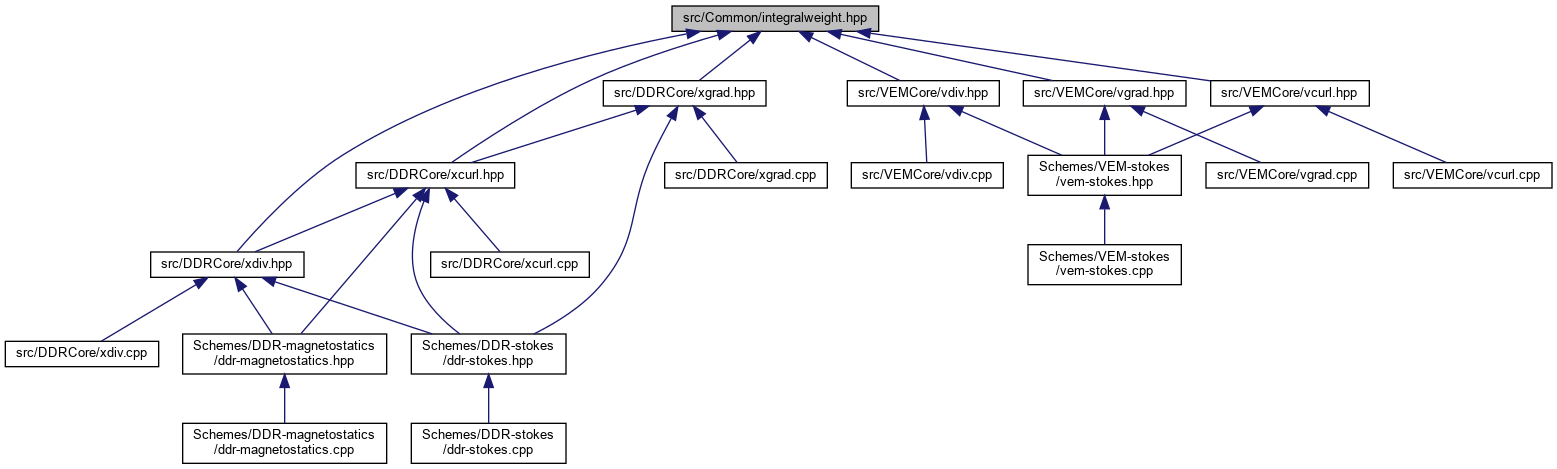 src/Common/integralweight.hpp
src/DDRCore/xgrad.hpp
src/VEMCore/vdiv.hpp
src/VEMCore/vgrad.hpp
src/VEMCore/vcurl.hpp
src/DDRCore/xcurl.hpp
src/DDRCore/xgrad.cpp
src/VEMCore/vdiv.cpp
Schemes/VEM-stokes
/vem-stokes.hpp
src/VEMCore/vgrad.cpp
src/VEMCore/vcurl.cpp
src/DDRCore/xdiv.hpp
src/DDRCore/xcurl.cpp
Schemes/VEM-stokes
/vem-stokes.cpp
src/DDRCore/xdiv.cpp
Schemes/DDR-magnetostatics
/ddr-magnetostatics.hpp
Schemes/DDR-stokes
/ddr-stokes.hpp
Schemes/DDR-magnetostatics
/ddr-magnetostatics.cpp
Schemes/DDR-stokes
/ddr-stokes.cpp